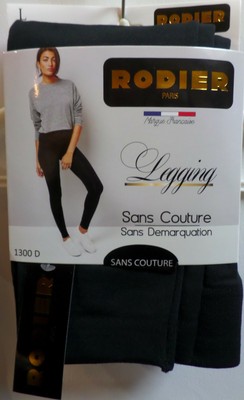 RODIER
PARIS
Marque Française
Legging
Sans Couture
Sans Demarquation
1300 D
SANS COUTURE
RODIER